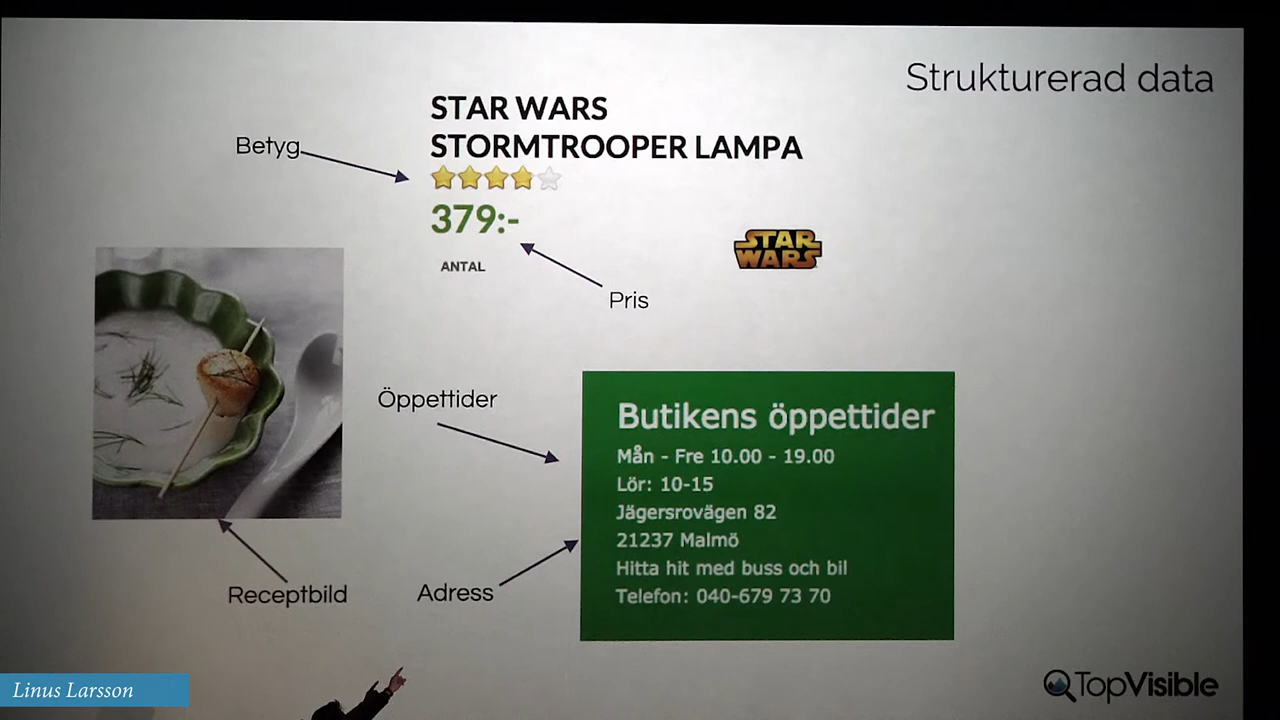 Strukturerad data
STAR WARS
STORMTROOPER LAMPA
Betyg
379:-
ANTAL
STAR
WARS
Pris
Öppettider
Butikens öppettider
Mån - Fre 10.00 - 19.00
Lör: 10-15
Jägersrovägen 82
21237 Malmö
Hitta hit med buss och bil
Telefon: 040-679 73 70
Receptbild
Adress
Linus Larsson
TopVisible